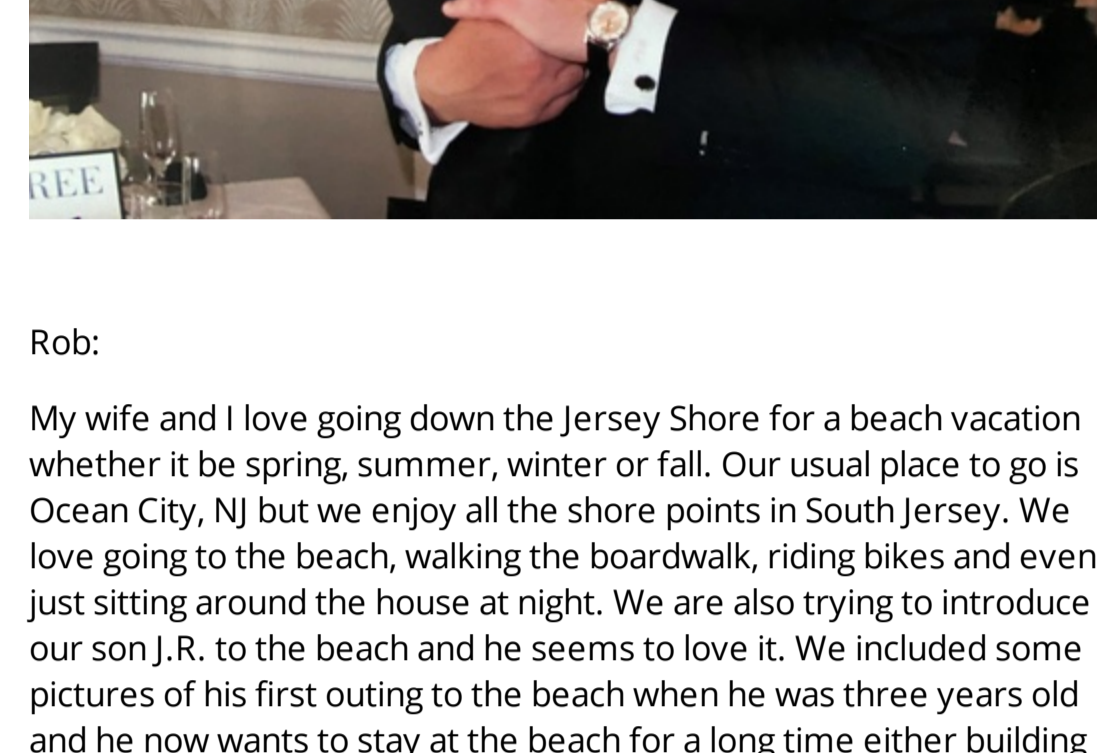 REE
Rob:
My wife and I love going down the Jersey Shore for a beach vacation
whether it be spring, summer, winter or fall. Our usual place to go is
Ocean City, NJ but we enjoy all the shore points in South Jersey. We
love going to the beach, walking the boardwalk, riding bikes and even
just sitting around the house at night. We are also trying to introduce
our son J.R. to the beach and he seems to love it. We included some
pictures of his first outing to the beach when he was three years old
and he now wants to stay at the beach for a long time either building